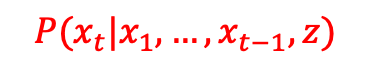 P(x_t|x_1, …, x_{t−1}, z)